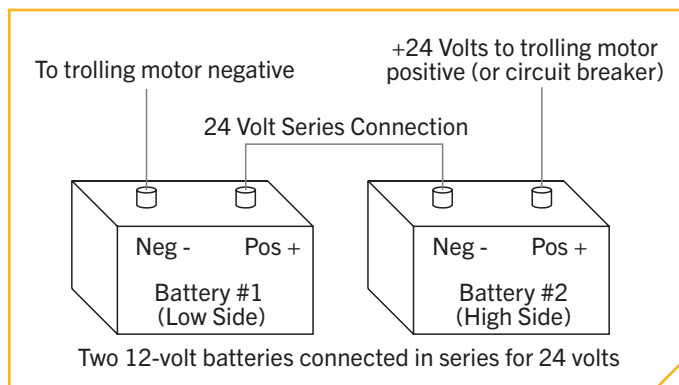 To trolling motor negative
+24 Volts to trolling motor
positive (or circuit breaker)
24 Volt Series Connection
Neg - Pos +
Battery #1
(Low Side)
Neg - Pos +
Battery #2
(High Side)
Two 12-volt batteries connected in series for 24 volts